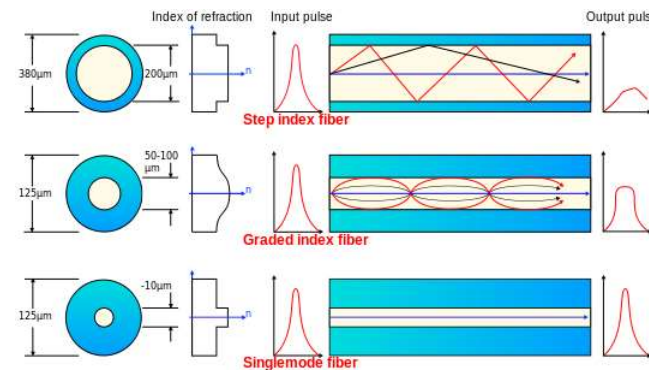 Index of refraction
Input pulse
Output puls
380µm
200µm
n
Step index fiber
50-100
µm
125µm
n
Graded index fiber
-10µm
125µm
n
Singlemode fiber